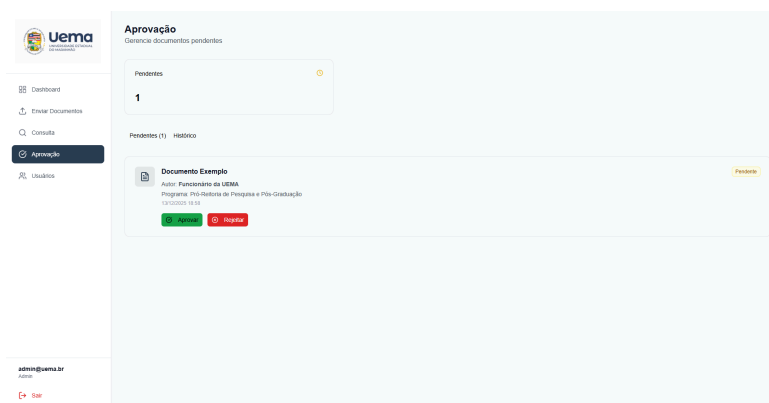 Uema
UNIVERSIDADE ESTADUAL
DO MARANHÃO
Dashboard
Enviar Documentos
Consulta
Aprovação
Usuários
admin@uema.br
Admin
Sair
Aprovação
Gerencie documentos pendentes
Pendentes
1
Pendentes (1) Histórico
Documento Exemplo
Pendente
Autor: Funcionário da UEMA
Programa: Pró-Reitoria de Pesquisa e Pós-Graduação
13/12/2025 18:58
Aprovar Rejeitar